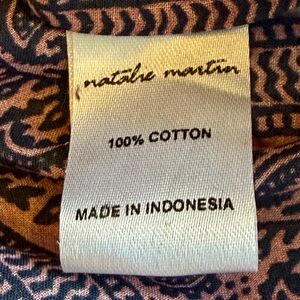 natalie martin
100% COTTON
MADE IN INDONESIA